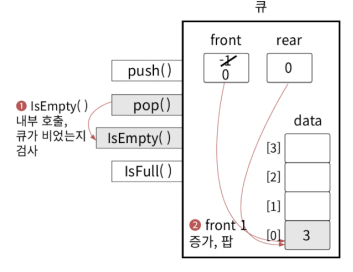 큐
front
rear
-1
0
0
push( )
pop( )
IsEmpty( )
IsFull( )
❶ IsEmpty( )
내부 호출,
큐가 비었는지
검사
data
[3]
[2]
[1]
[0]
3
❷ front 1
증가, 팝